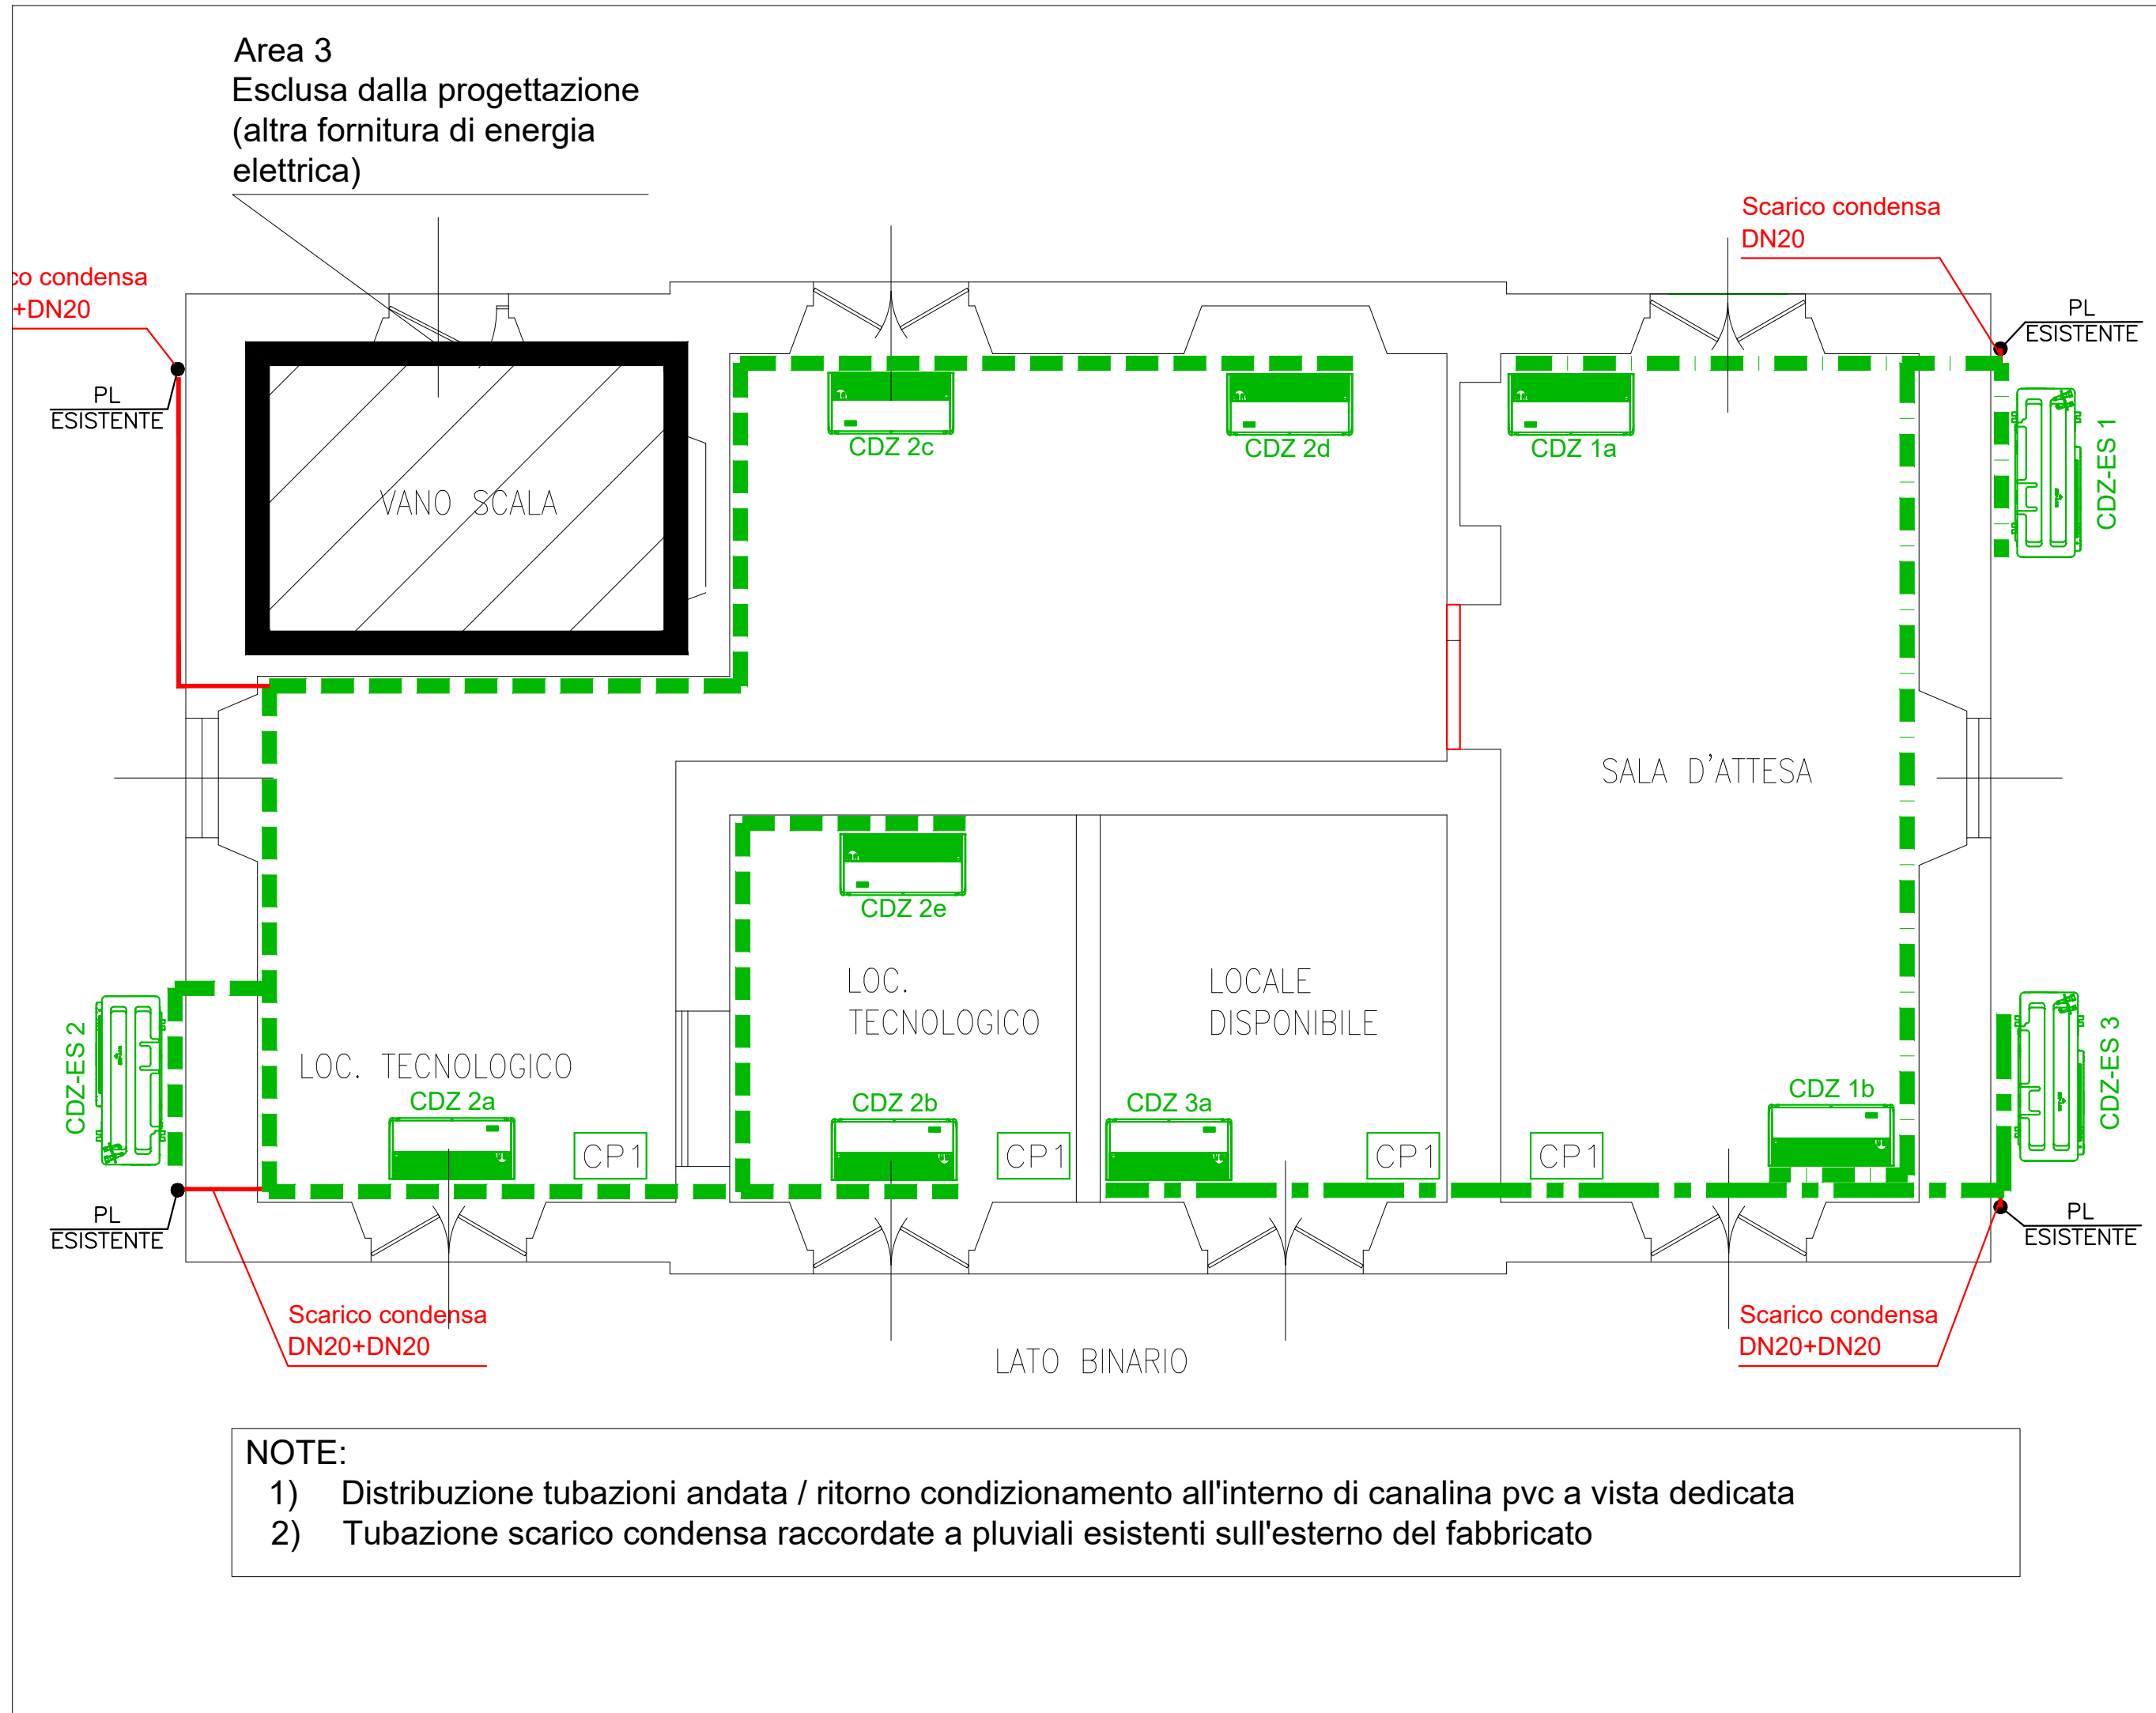 Area 3
Esclusa dalla progettazione
(altra fornitura di energia
elettrica)
Scarico condensa
DN20
condensa
+DN20
PL
ESISTENTE
PL
ESISTENTE
CDZ 2c
CDZ 2d
CDZ 1a
CDZ-ES 1
VANO SCALA
SALA D'ATTESA
CDZ 2e
LOC.
TECNOLOGICO
LOCALE
DISPONIBILE
CDZ-ES 2
LOC. TECNOLOGICO
CDZ 2a
CDZ 2b
CDZ 3a
CDZ 1b
CDZ-ES 3
CP1
CP1
CP1
CP1
PL
ESISTENTE
PL
ESISTENTE
Scarico condensa
DN20+DN20
Scarico condensa
DN20+DN20
LATO BINARIO
NOTE:
1) Distribuzione tubazioni andata / ritorno condizionamento all'interno di canalina pvc a vista dedicata
2) Tubazione scarico condensa raccordate a pluviali esistenti sull'esterno del fabbricato